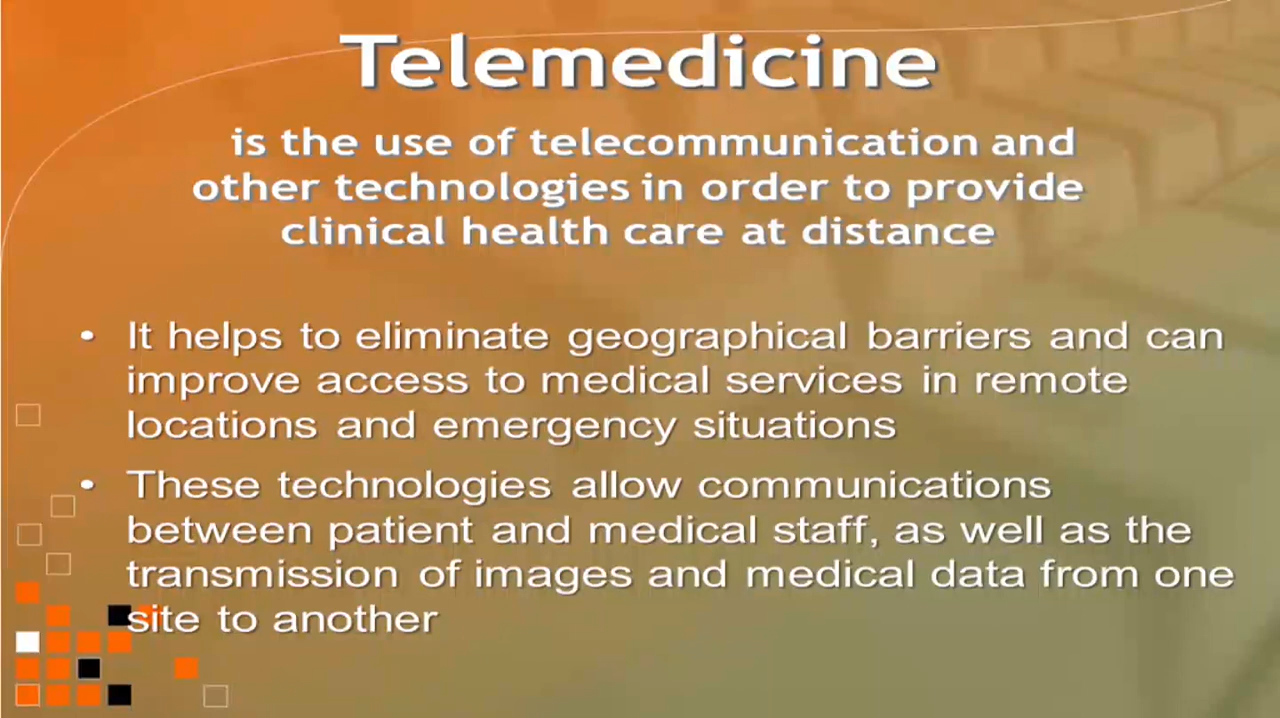 Telemedicine
is the use of telecommunication and
other technologies in order to provide
clinical health care at distance
• It helps to eliminate geographical barriers and can
improve access to medical services in remote
locations and emergency situations
• These technologies allow communications
between patient and medical staff, as well as the
transmission of images and medical data from one
site to another